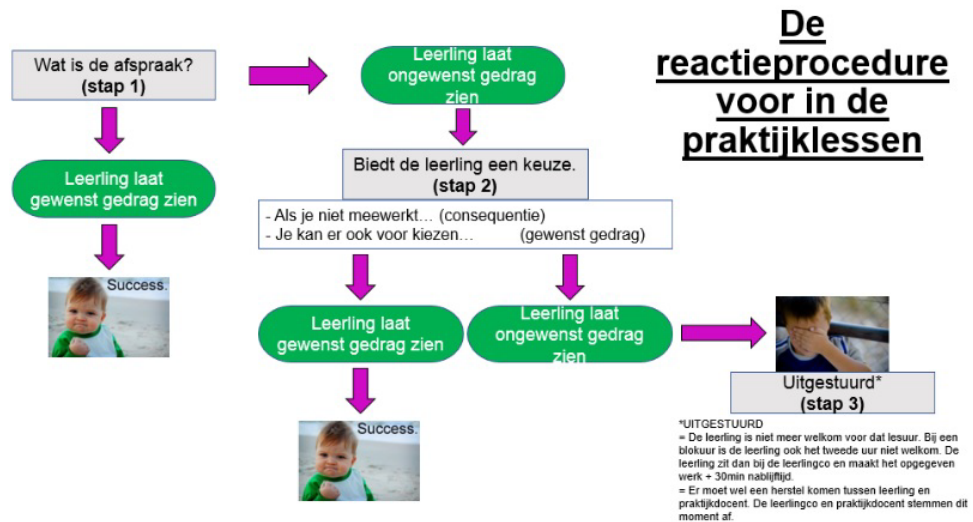 De
reactieprocedure
voor in de
praktijklessen
Wat is de afspraak?
(stap 1)
Leerling laat
ongewenst gedrag
zien
Leerling laat
gewenst gedrag zien
Success.
Biedt de leerling een keuze.
(stap 2)
- Als je niet meewerkt… (consequentie)
- Je kan er ook voor kiezen… (gewenst gedrag)
Leerling laat
gewenst gedrag zien
Success.
Leerling laat
ongewenst gedrag
zien
Uitgestuurd*
(stap 3)
*UITGESTUURD
= De leerling is niet meer welkom voor dat lesuur. Bij een
blokuur is de leerling ook het tweede uur niet welkom. De
leerling zit dan bij de leerlingco en maakt het opgegeven
werk + 30min nablijftijd.
= Er moet wel een herstel komen tussen leerling en
praktijkdocent. De leerlingco en praktijkdocent stemmen dit
moment af.